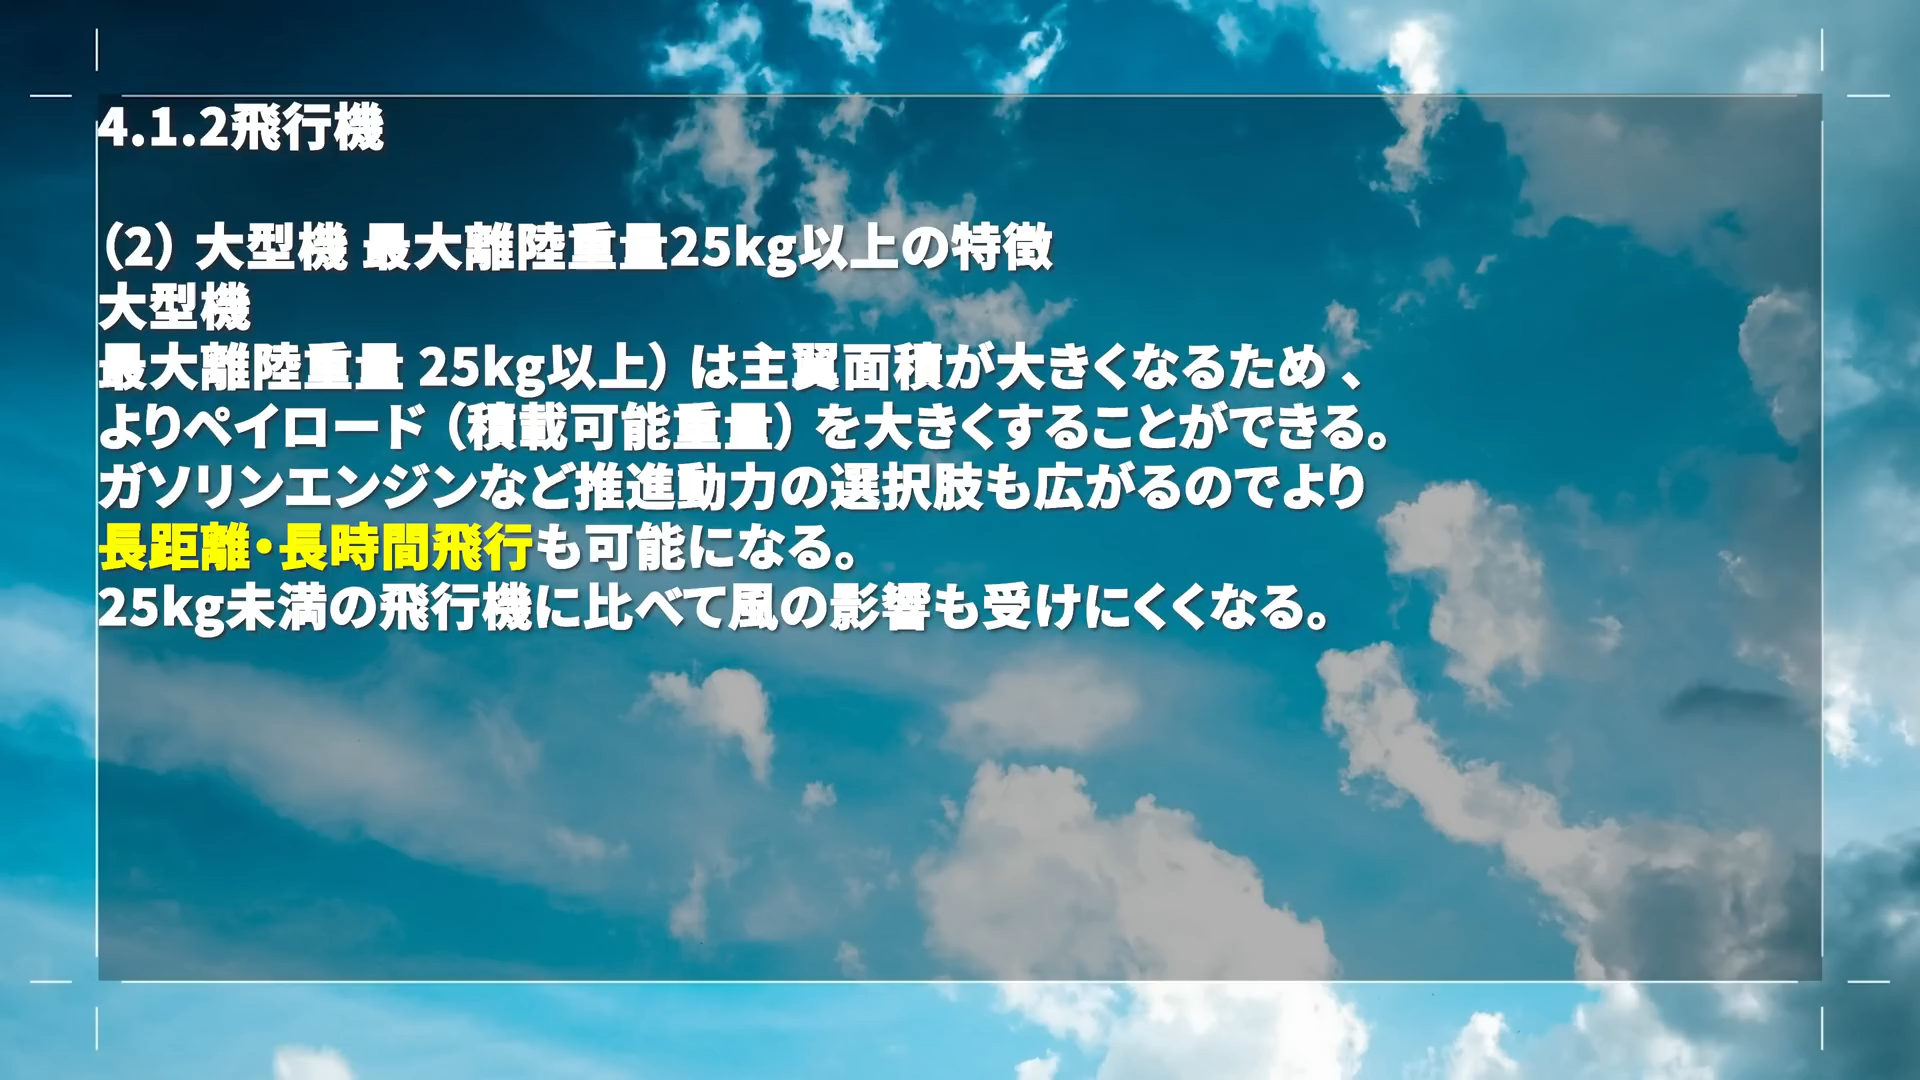 4.1.2飛行機
（2）大型機 最大離陸重量25kg以上の特徴
大型機
最大離陸重量 25kg以上）は主翼面積が大きくなるため 、
よりペイロード（積載可能重量）を大きくすることができる。
ガソリンエンジンなど推進動力の選択肢も広がるのでより
長距離・長時間飛行も可能になる。
25kg未満の飛行機に比べて風の影響も受けにくくなる。